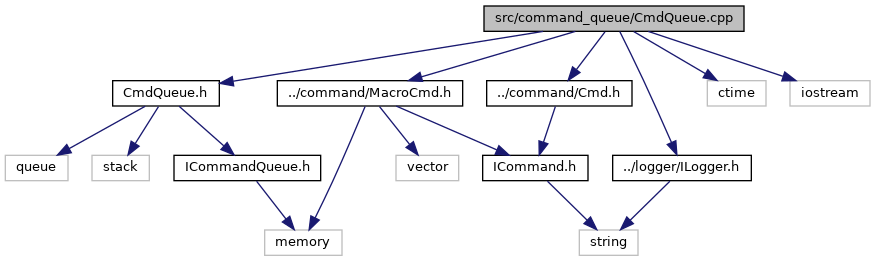 src/command_queue/CmdQueue.cpp
CmdQueue.h
../command/MacroCmd.h
../command/Cmd.h
ctime
iostream
queue
stack
ICommandQueue.h
vector
ICommand.h
../logger/ILogger.h
memory
string